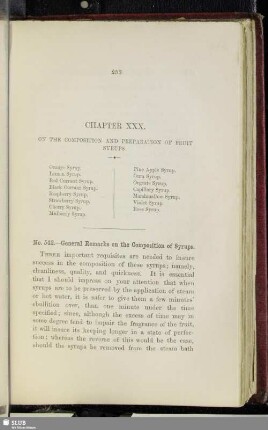 CHAPTER XXX.
ON THE COMPOSITION AND PREPARATION OF FRUIT
SYRUPS
Orange Syrup.
Lemon Syrup.
Red Currant Syrup.
Black Currant Syrup.
Raspberry Syrup.
Strawberry Syrup.
Cherry Syrup.
Mulberry Syrup.
Pine Apple Syrup.
Orgeat Syrup.
Capillaire Syrup.
Marshmallow Syrup.
Violet Syrup.
Rose Syrup.
No. 542.—General Remarks on the Composition of Syrups.
THREE important requisites are needed to insure
success in the composition of these syrups; namely,
cleanliness, quality, and quickness. It is essential
that I should impress on your attention that when
syrups are to be preserved by the application of steam
or hot water, it is safer to give them a few minutes'
ebullition over, than one minute under the time
specified; since, although the excess of time may in
some degree tend to impair the fragrance of the fruit,
it will insure its keeping longer in a state of perfection;
whereas the reverse of this would be the case,
should the syrups be removed from the steam bath
SLUB